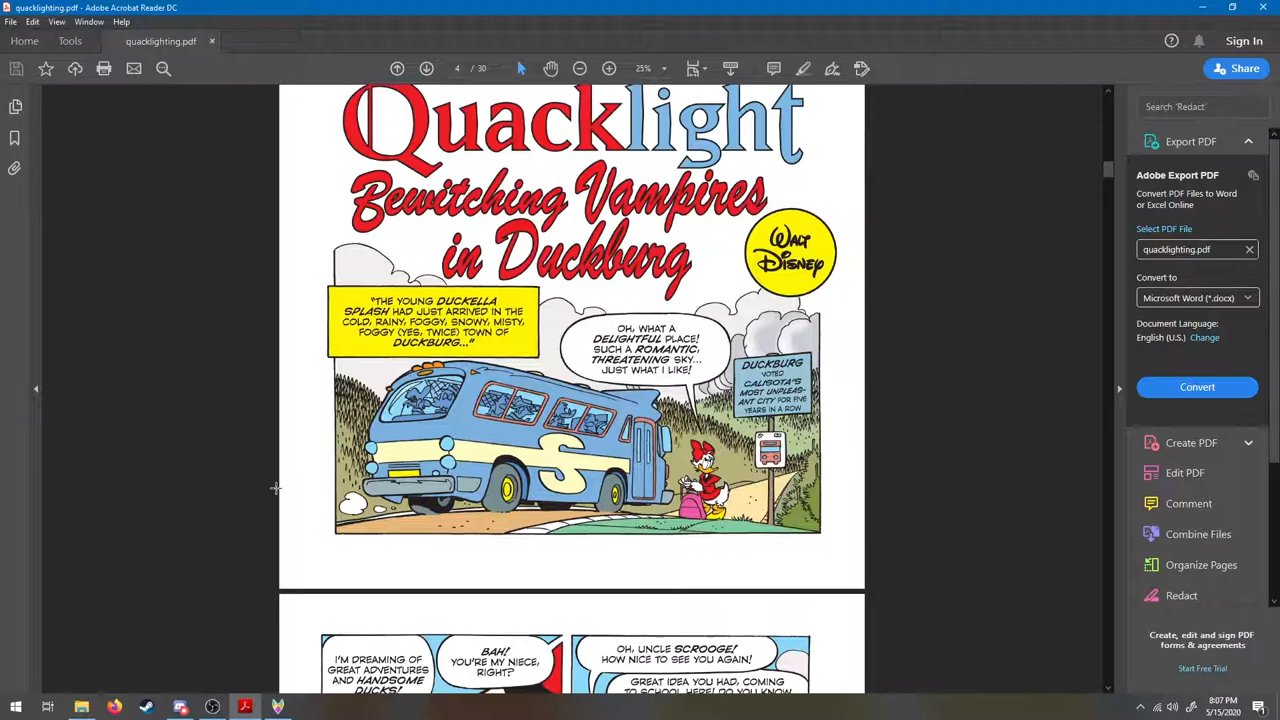 quacklighting.pdf - Adobe Acrobat Reader DC
File Edit View Window Help
Home Tools quacklighting.pdf × Sign In
4 / 30 25% Share
Quacklight
Bewitching Vampires
in Duckburg
WALT
DISNEY
"THE YOUNG DUCKELLA
SPLASH HAD JUST ARRIVED IN THE
COLD, RAINY, FOGGY, SNOWY, MISTY,
FOGGY (YES, TWICE) TOWN OF
DUCKBURG..."
OH, WHAT A
DELIGHTFUL PLACE!
SUCH A ROMANTIC,
THREATENING SKY...
JUST WHAT I LIKE!
DUCKBURG
VOTED
CALISOTA'S
MOST UNPLEAS-
ANT CITY FOR FIVE
YEARS IN A ROW
S
I'M DREAMING OF
GREAT ADVENTURES
AND HANDSOME
DUCKS!
BAH!
YOU'RE MY NIECE,
RIGHT?
OH, UNCLE SCROOGE!
HOW NICE TO SEE YOU AGAIN!
GREAT IDEA YOU HAD, COMING
TO SCHOOL HERE! DO YOU KNOW
Search 'Redact'
Export PDF
Adobe Export PDF
Convert PDF Files to Word
or Excel Online
Select PDF File
quacklighting.pdf ×
Convert to
Microsoft Word (*.docx)
Document Language:
English (U.S.) Change
Convert
Create PDF
Edit PDF
Comment
Combine Files
Organize Pages
Redact
Create, edit and sign PDF
forms & agreements
Start Free Trial
8:07 PM
5/15/2020